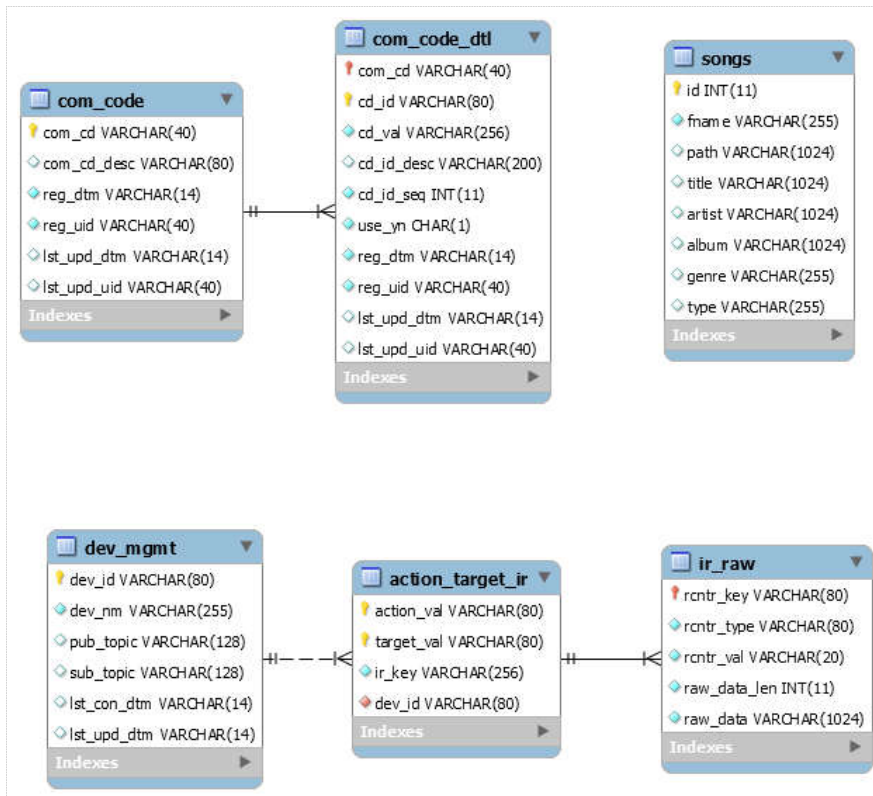 com_code
com_cd VARCHAR(40)
com_cd_desc VARCHAR(80)
reg_dtm VARCHAR(14)
reg_uid VARCHAR(40)
lst_upd_dtm VARCHAR(14)
lst_upd_uid VARCHAR(40)
Indexes
com_code_dtl
com_cd VARCHAR(40)
cd_id VARCHAR(80)
cd_val VARCHAR(256)
cd_id_desc VARCHAR(200)
cd_id_seq INT(11)
use_yn CHAR(1)
reg_dtm VARCHAR(14)
reg_uid VARCHAR(40)
lst_upd_dtm VARCHAR(14)
lst_upd_uid VARCHAR(40)
Indexes
songs
id INT(11)
fname VARCHAR(255)
path VARCHAR(1024)
title VARCHAR(1024)
artist VARCHAR(1024)
album VARCHAR(1024)
genre VARCHAR(255)
type VARCHAR(255)
Indexes
dev_mgmt
dev_id VARCHAR(80)
dev_nm VARCHAR(255)
pub_topic VARCHAR(128)
sub_topic VARCHAR(128)
lst_con_dtm VARCHAR(14)
lst_upd_dtm VARCHAR(14)
Indexes
action_target_ir
action_val VARCHAR(80)
target_val VARCHAR(80)
ir_key VARCHAR(256)
dev_id VARCHAR(80)
Indexes
ir_raw
rcntr_key VARCHAR(80)
rcntr_type VARCHAR(80)
rcntr_val VARCHAR(20)
raw_data_len INT(11)
raw_data VARCHAR(1024)
Indexes